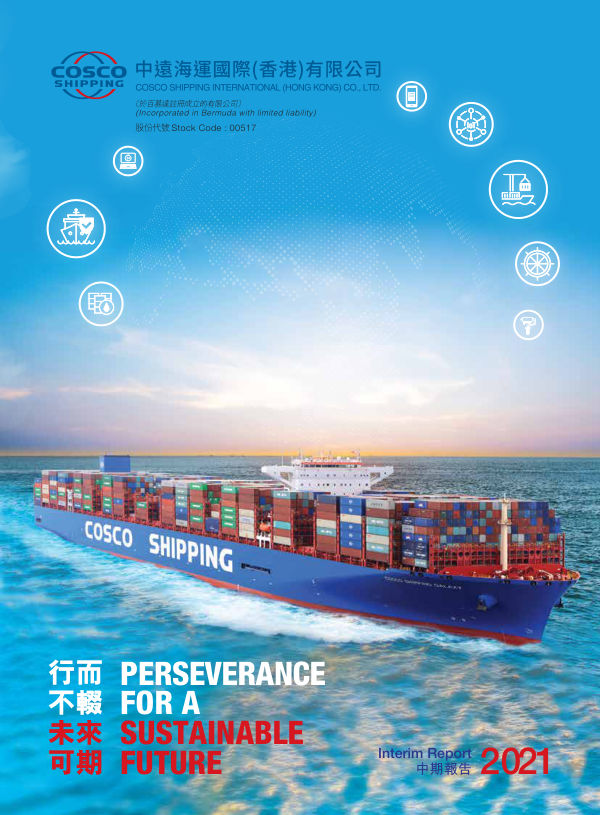 COSCO
SHIPPING
中遠海運國際(香港)有限公司
COSCO SHIPPING INTERNATIONAL (HONG KONG) CO., LTD.
(於百慕達註冊成立的有限公司)
(Incorporated in Bermuda with limited liability)
股份代號 Stock Code : 00517
COSCO SHIPPING
COSCO SHIPPING GALAXY
行而
不輟
未來
可期
PERSEVERANCE
FOR A
SUSTAINABLE
FUTURE
Interim Report
中期報告
2021